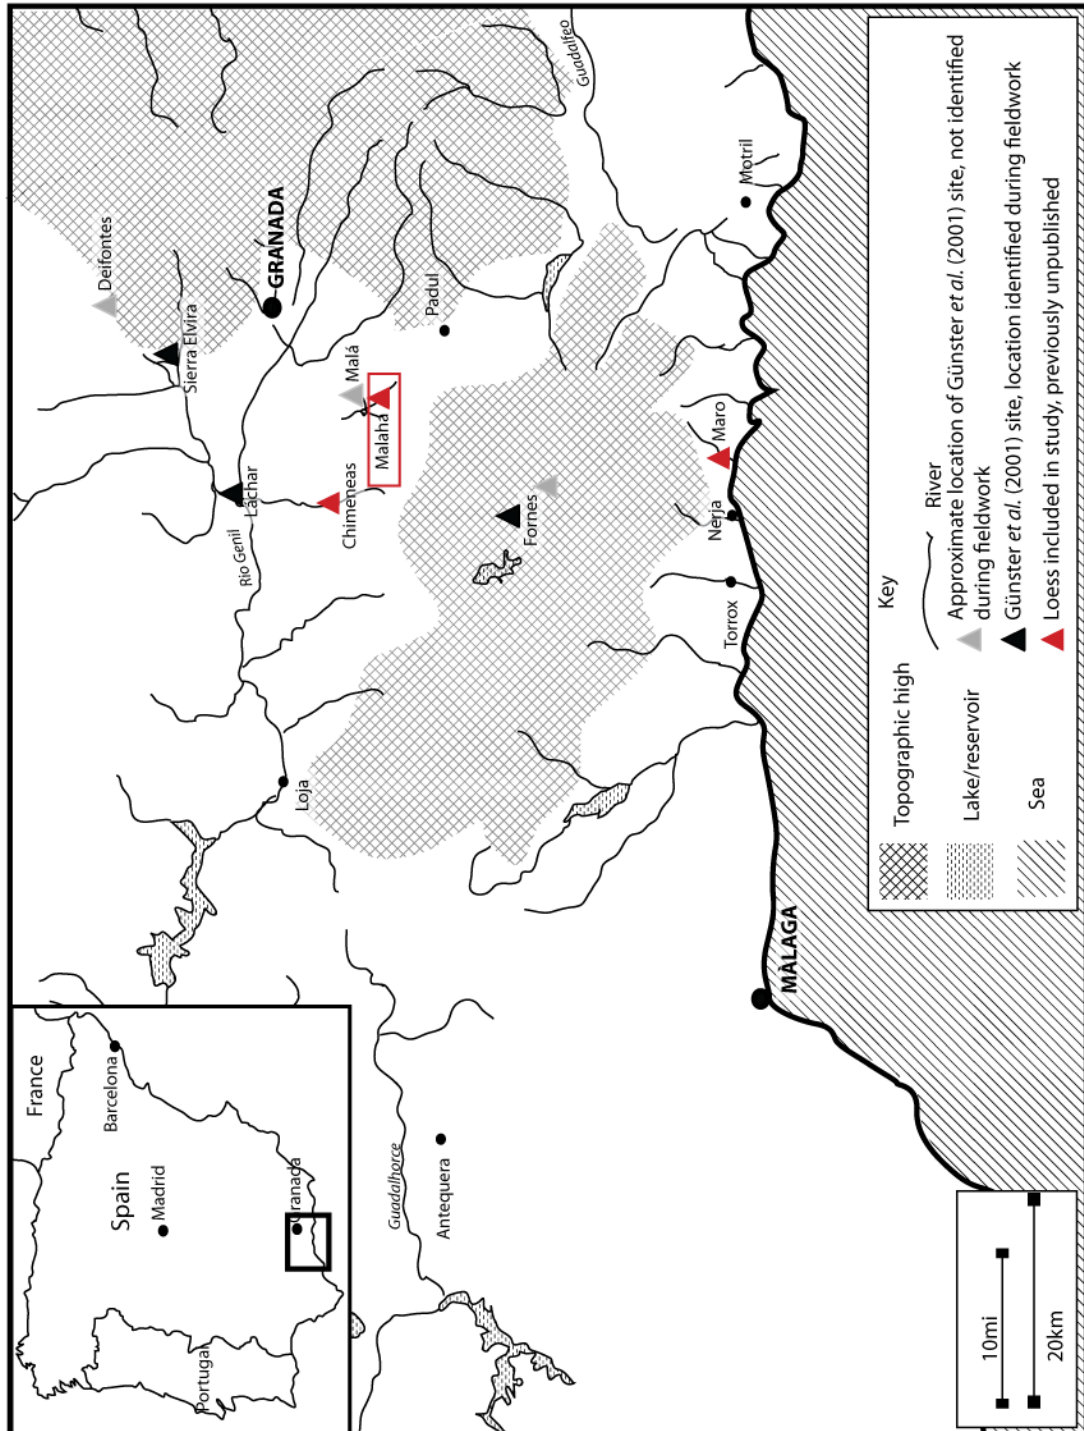 France
Barcelona
Spain
Madrid
Portugal
Granada
Deifontes
Sierra Elvira
GRANADA
Láchar
Rio Genil
Malá
Malaha
Chimeneas
Padul
Loja
Fornes
Guadalfeo
Motril
Maro
Nerja
Torrox
MÀLAGA
Guadalhorce
Antequera
10mi
20km
Key
Topographic high
Lake/reservoir
Sea
River
Approximate location of Günster et al. (2001) site, not identified
during fieldwork
Günster et al. (2001) site, location identified during fieldwork
Loess included in study, previously unpublished